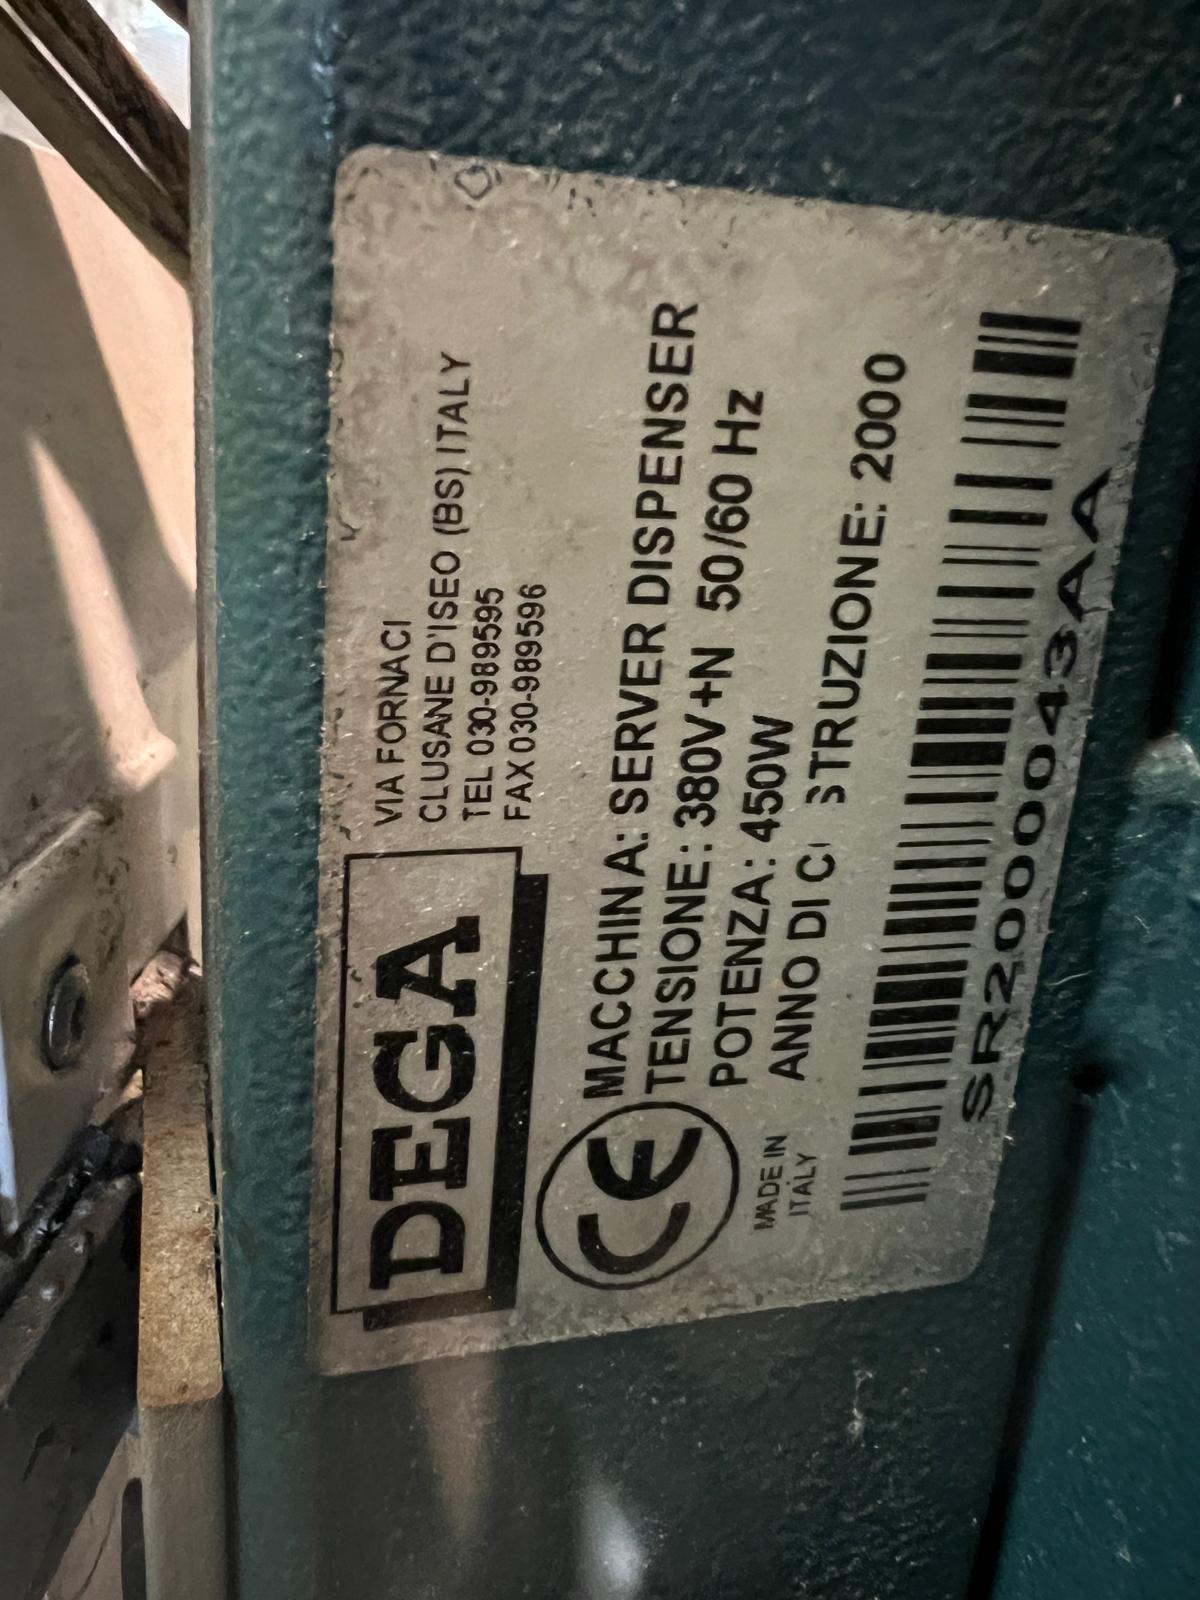 DEGA
VIA FORNACI
CLUSANE D'ISEO (BS) ITALY
TEL 030-989595
FAX 030-989596
CE
MACCHINA: SERVER DISPENSER
TENSIONE: 380V+N 50/60 Hz
POTENZA: 450W
MADE IN
ITALY
ANNO DI C STRUZIONE: 2000
SR2000043AA